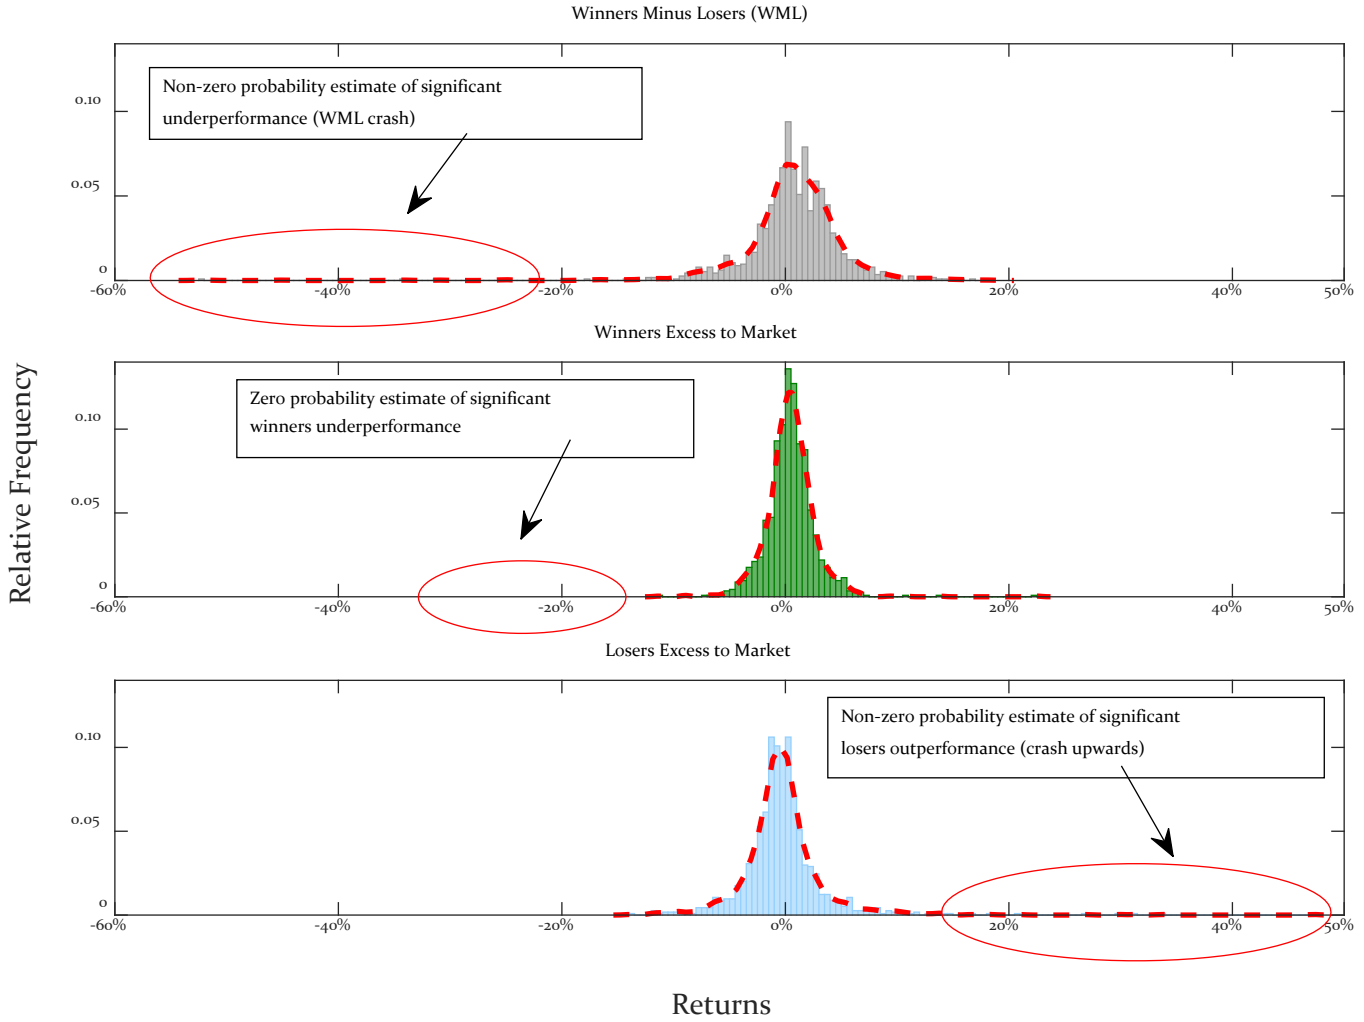 Winners Minus Losers (WML)
Non-zero probability estimate of significant
underperformance (WML crash)
0.10
0.05
0
-60%
-40%
-20%
0%
20%
40%
50%
Winners Excess to Market
Zero probability estimate of significant
winners underperformance
0.10
0.05
0
-60%
-40%
-20%
0%
20%
40%
50%
Relative Frequency
Losers Excess to Market
Non-zero probability estimate of significant
losers outperformance (crash upwards)
0.10
0.05
0
-60%
-40%
-20%
0%
20%
40%
50%
Returns